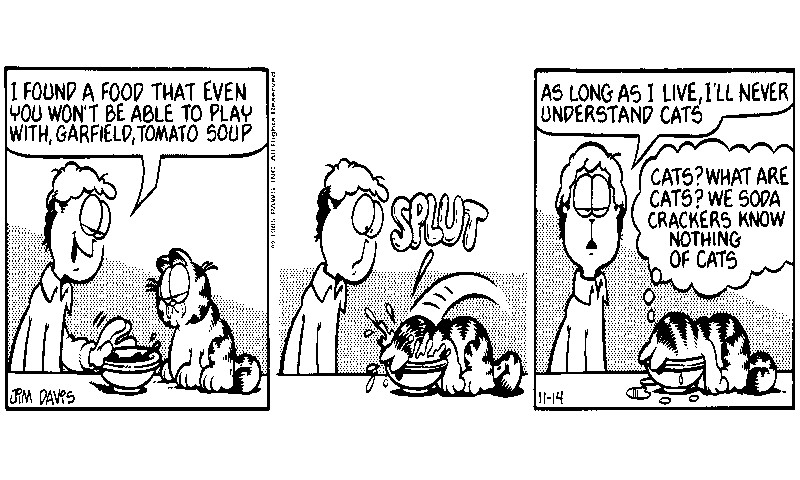 I FOUND A FOOD THAT EVEN
YOU WON'T BE ABLE TO PLAY
WITH, GARFIELD, TOMATO SOUP
JIM DAVIS
SPLUT
AS LONG AS I LIVE, I'LL NEVER
UNDERSTAND CATS
CATS? WHAT ARE
CATS? WE SODA
CRACKERS KNOW
NOTHING
OF CATS
11-14